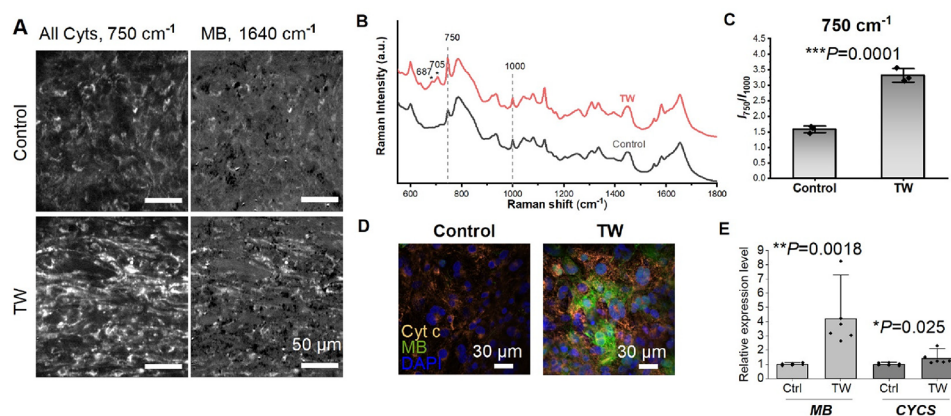 A
All Cyts, 750 cm⁻¹
MB, 1640 cm⁻¹
Control
TW
50 µm
B
Raman Intensity (a.u.)
687
705
750
1000
TW
Control
600
800
1000
1200
1400
1600
1800
Raman shift (cm⁻¹)
C
750 cm⁻¹
***P=0.0001
I₇₅₀/I₁₀₀₀
4.5
4.0
3.5
3.0
2.5
2.0
1.5
1.0
0.5
0.0
Control
TW
D
Control
TW
Cyt c
MB
DAPI
30 µm
30 µm
E
Relative expression level
9
8
7
6
5
4
3
2
1
0
**P=0.0018
*P=0.025
Ctrl
TW
Ctrl
TW
MB
CYCS